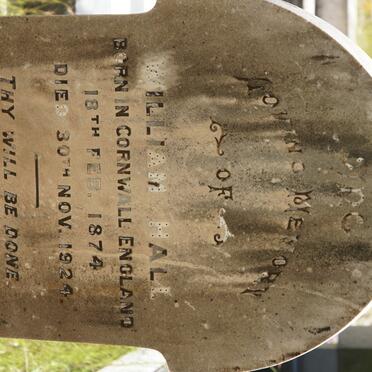 LOVING MEMORY
OF
WILLIAM HALL
BORN IN CORNWALL ENGLAND
18TH FEB. 1874
DIED 30TH NOV. 1924.
THY WILL BE DONE.